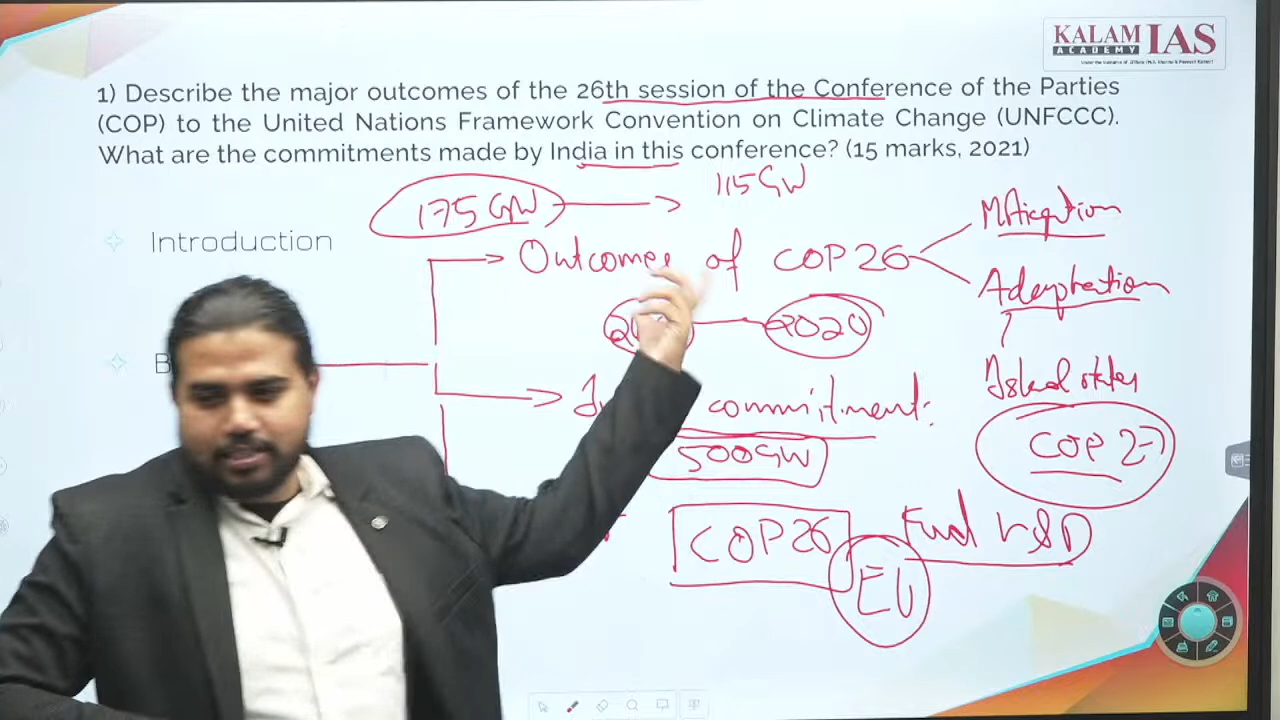 KALAM IAS
ACADEMY
1) Describe the major outcomes of the 26th session of the Conference of the Parties
(COP) to the United Nations Framework Convention on Climate Change (UNFCCC).
What are the commitments made by India in this conference? (15 marks, 2021)
175 GW
115 GW
Mitigation
Introduction
Outcomes of COP 26
Adaptation
2020
B
Island states
commitment:
COP 27
500GW
COP 26
Fund
EU